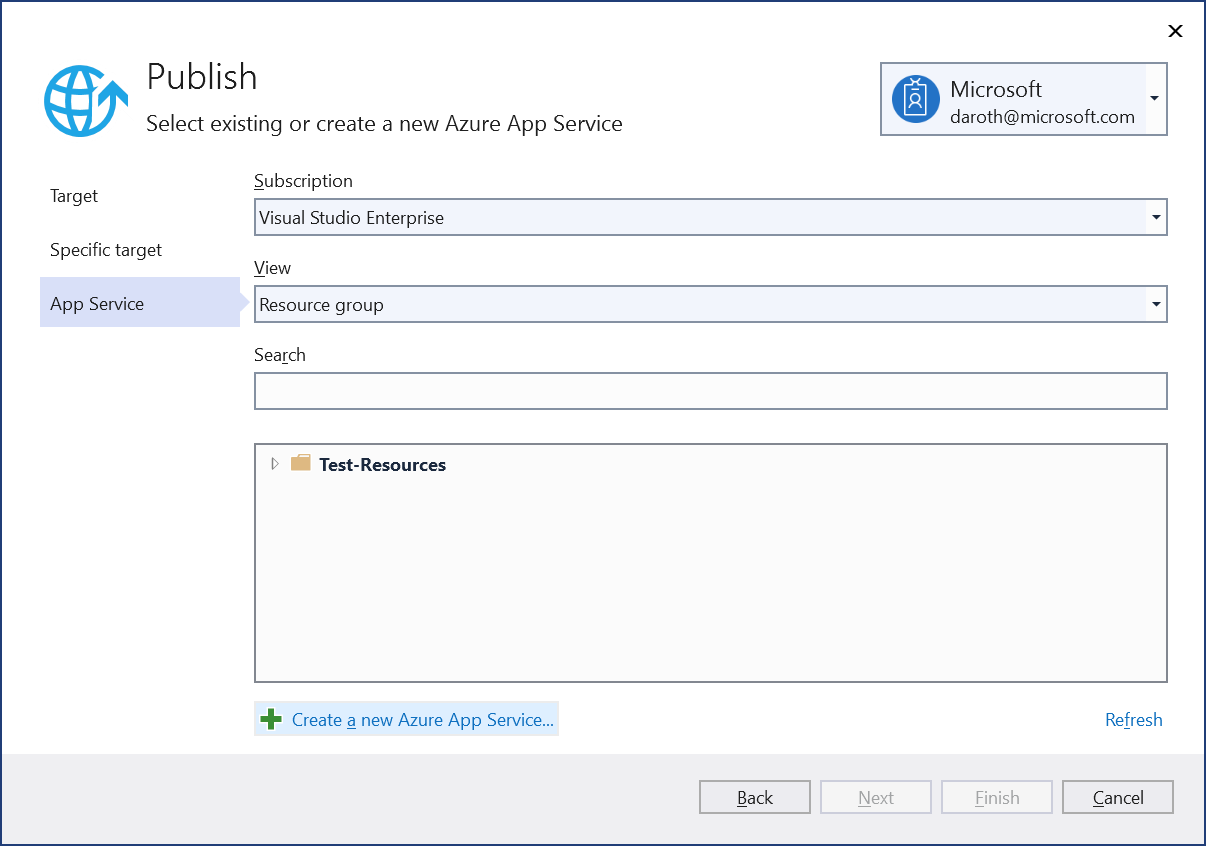 Publish
Select existing or create a new Azure App Service
Microsoft
daroth@microsoft.com
Target
Specific target
App Service
Subscription
Visual Studio Enterprise
View
Resource group
Search
Test-Resources
Create a new Azure App Service...
Refresh
Back
Next
Finish
Cancel